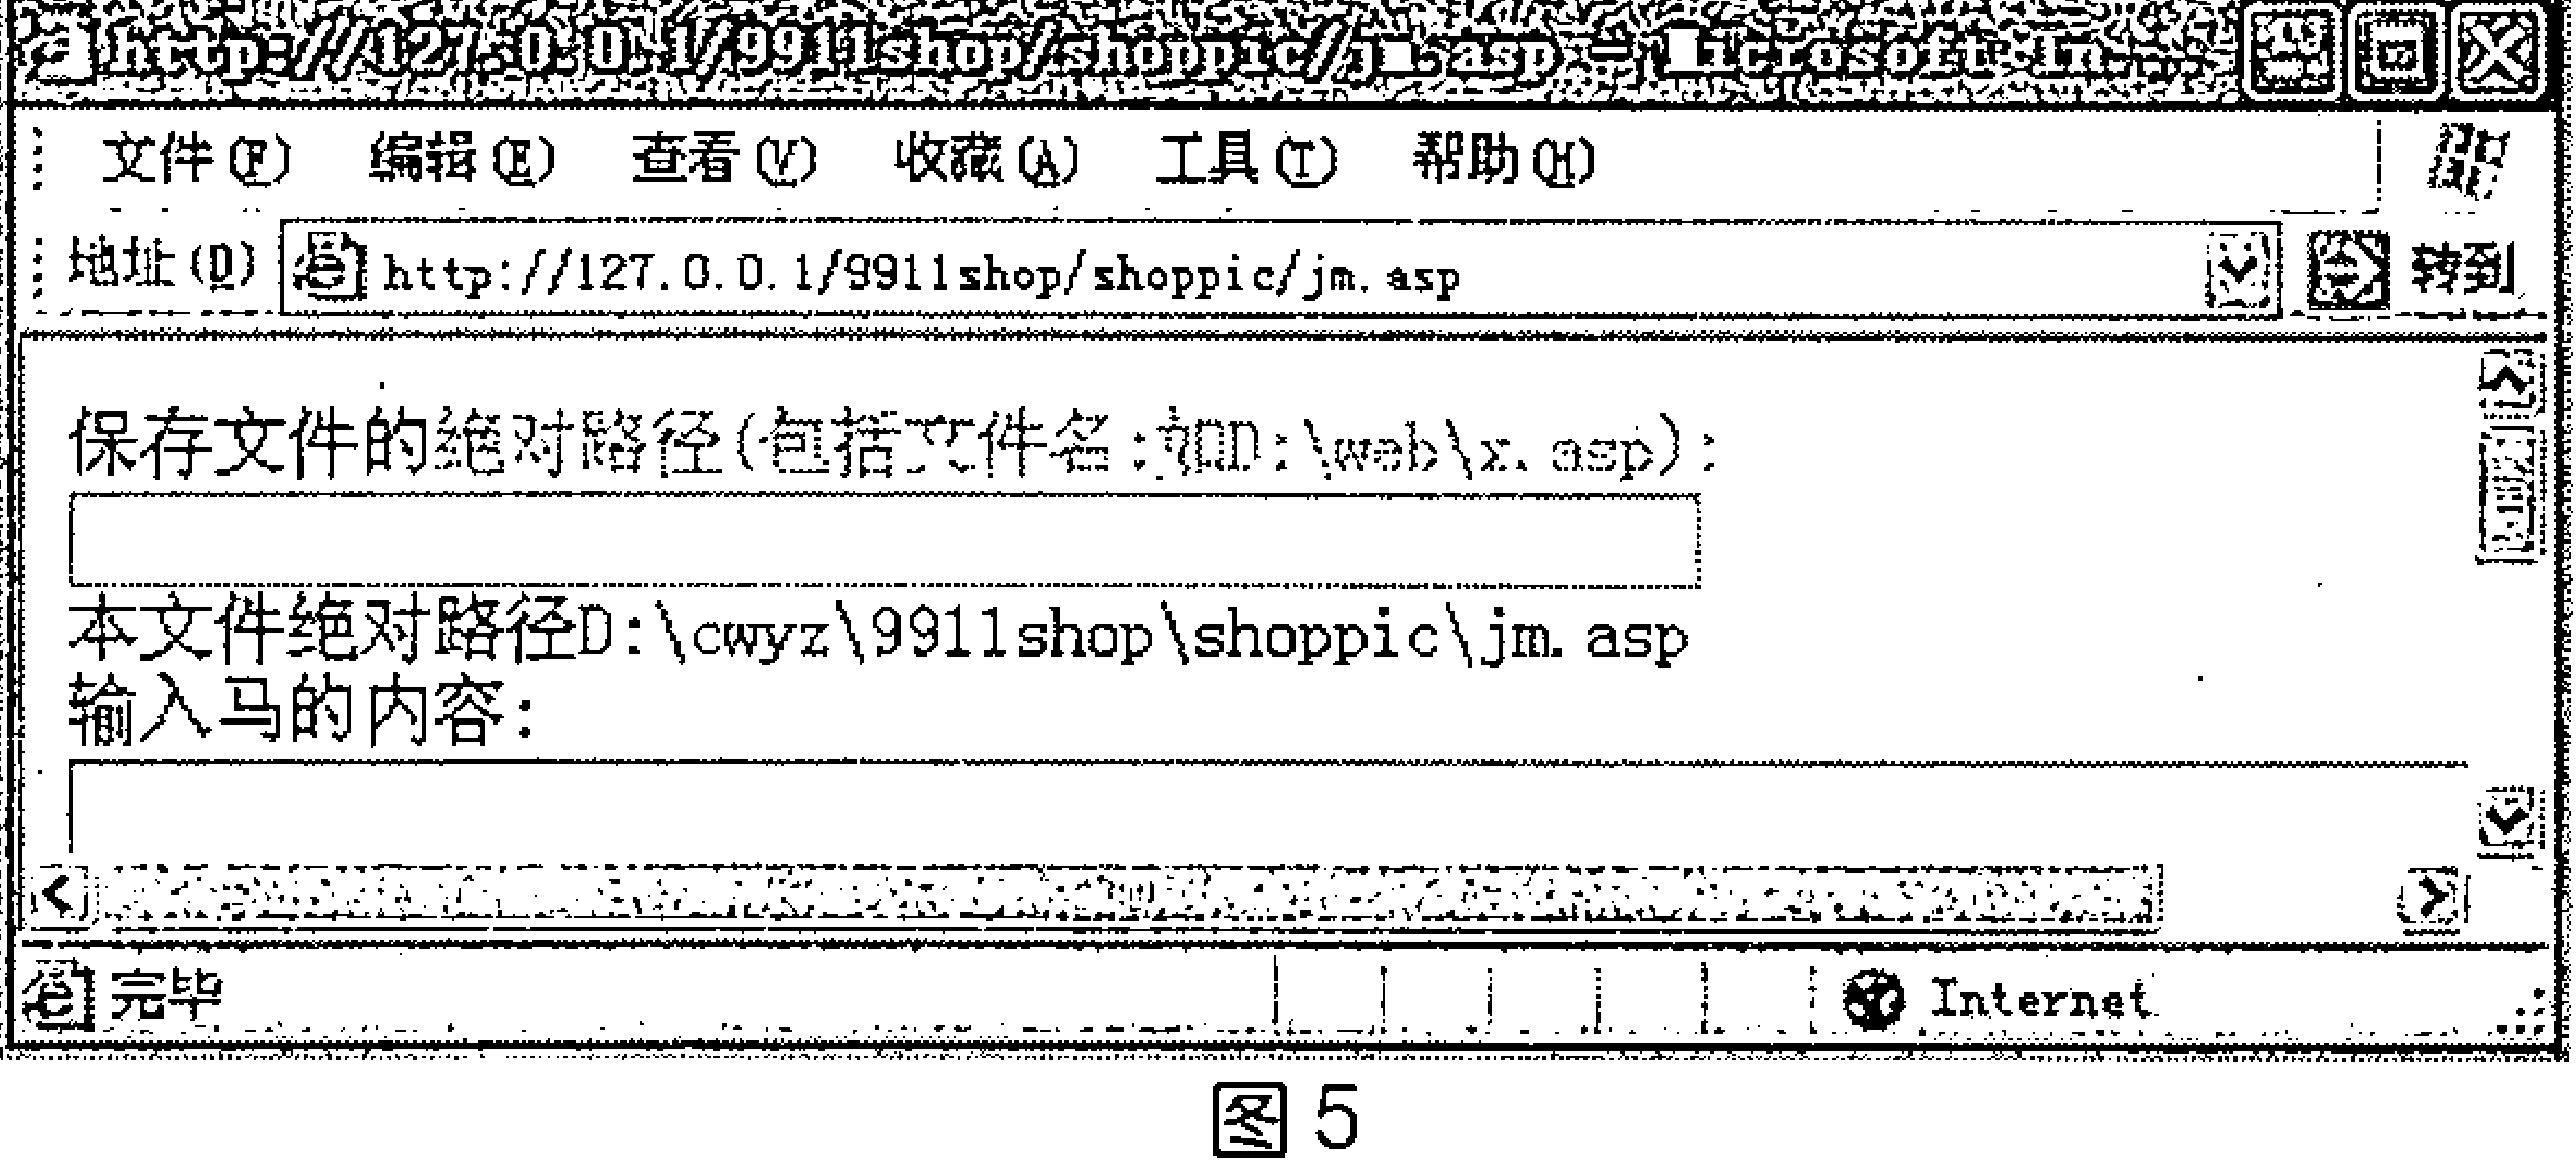 http://127.0.0.1/9911shop/shoppic/jm.asp - Microsoft In...
文件(F) 编辑(E) 查看(V) 收藏(A) 工具(T) 帮助(H)
地址(D) http://127.0.0.1/9911shop/shoppic/jm.asp 转到
保存文件的绝对路径(包括文件名:如D:\web\x.asp):
本文件绝对路径D:\cwyz\9911shop\shoppic\jm.asp
输入马的内容:
完毕 Internet
图 5